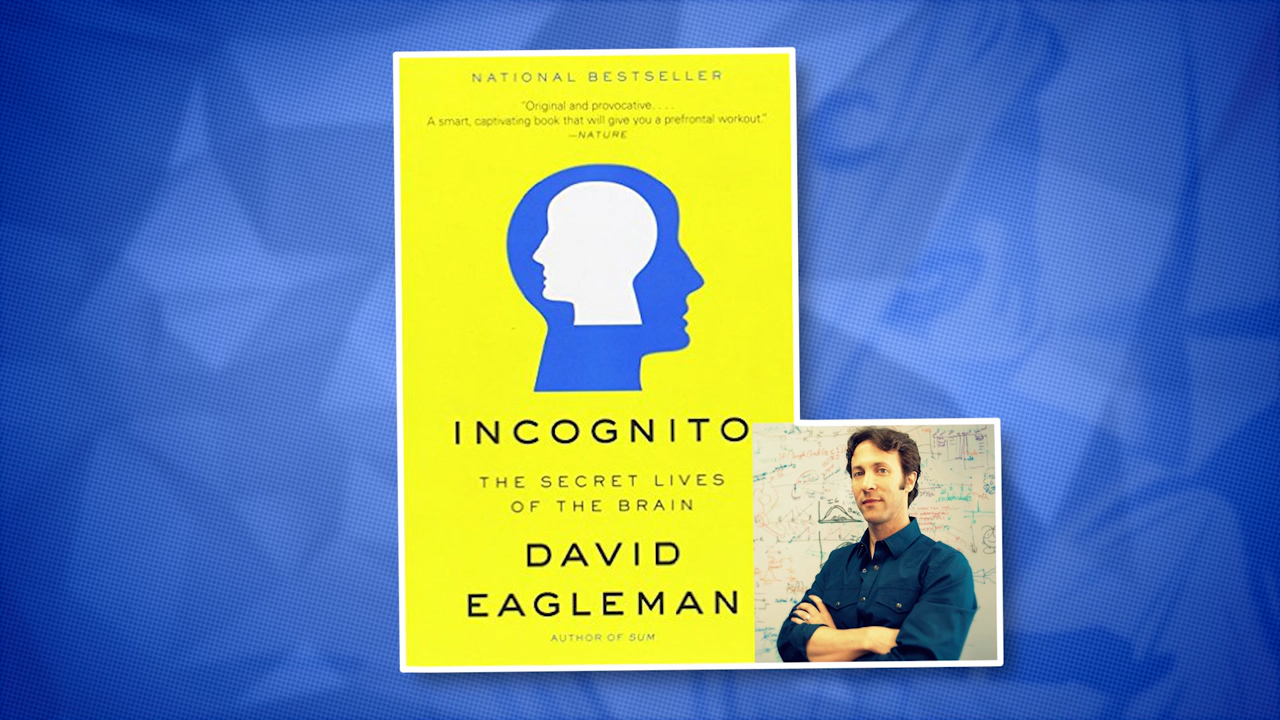 NATIONAL BESTSELLER
"Original and provocative. . . .
A smart, captivating book that will give you a prefrontal workout."
—NATURE
INCOGNITO
THE SECRET LIVES
OF THE BRAIN
DAVID
EAGLEMAN
AUTHOR OF SUM